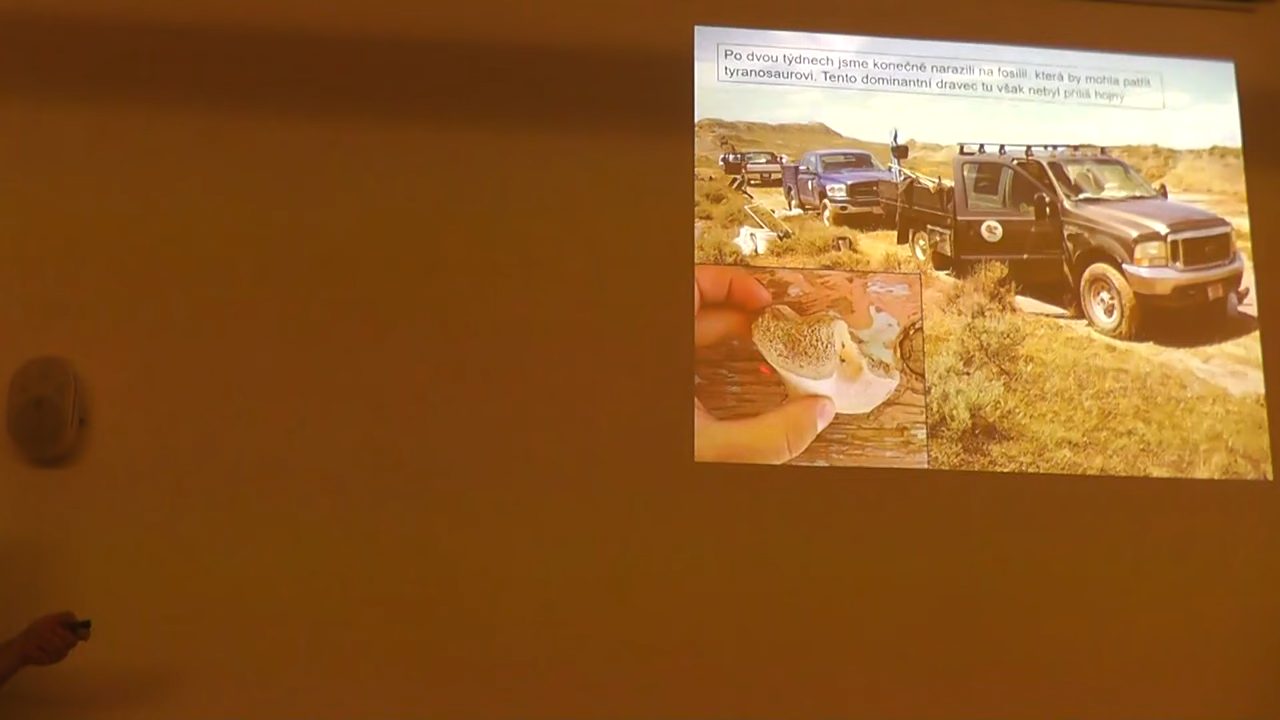 Po dvou týdnech jsme konečně narazili na fosilii, která by mohla patřit
tyranosaurovi. Tento dominantní dravec tu však nebyl příliš hojný